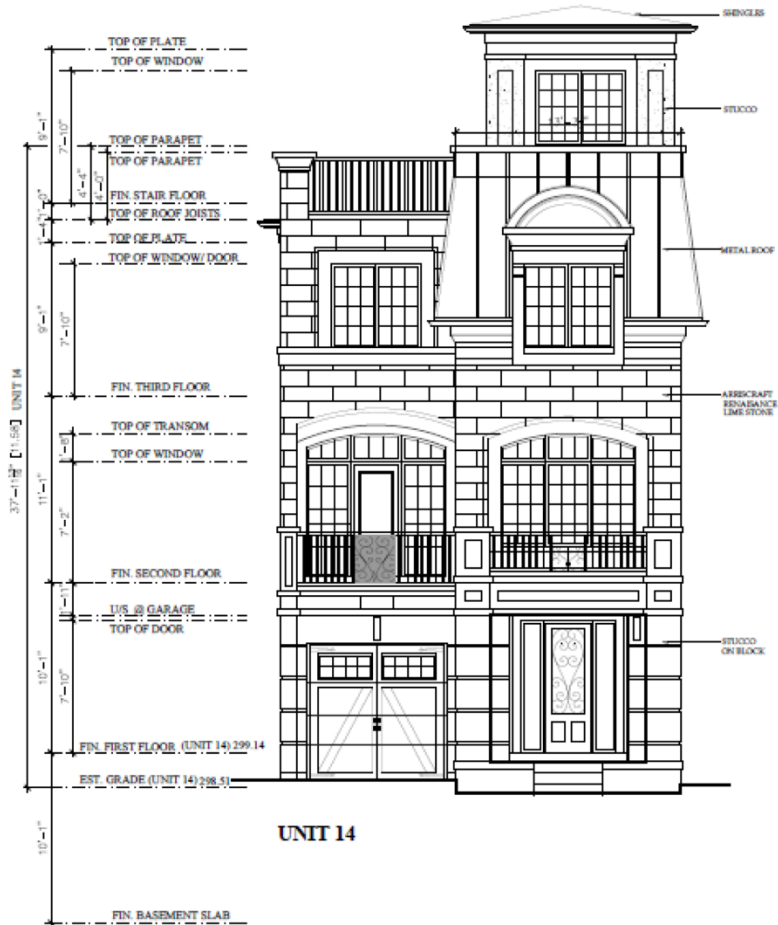 SHINGLES
TOP OF PLATE
TOP OF WINDOW
STUCCO
9'-1"
7'-10"
TOP OF PARAPET
TOP OF PARAPET
4'-4"
4'-0"
FIN. STAIR FLOOR
TOP OF ROOF JOISTS
1'-4"
TOP OF PLATE
METAL ROOF
TOP OF WINDOW/ DOOR
9'-1"
7'-10"
FIN. THIRD FLOOR
ARRISCRAFT
RENAISANCE
LIME STONE
TOP OF TRANSOM
1'-8"
TOP OF WINDOW
[11.58] UNIT 14
11'-1"
7'-2"
FIN. SECOND FLOOR
1'-11"
U/S @ GARAGE
TOP OF DOOR
STUCCO
ON BLOCK
10'-1"
7'-10"
FIN. FIRST FLOOR (UNIT 14) 299.14
EST. GRADE (UNIT 14) 298.51
10'-1"
UNIT 14
FIN. BASEMENT SLAB